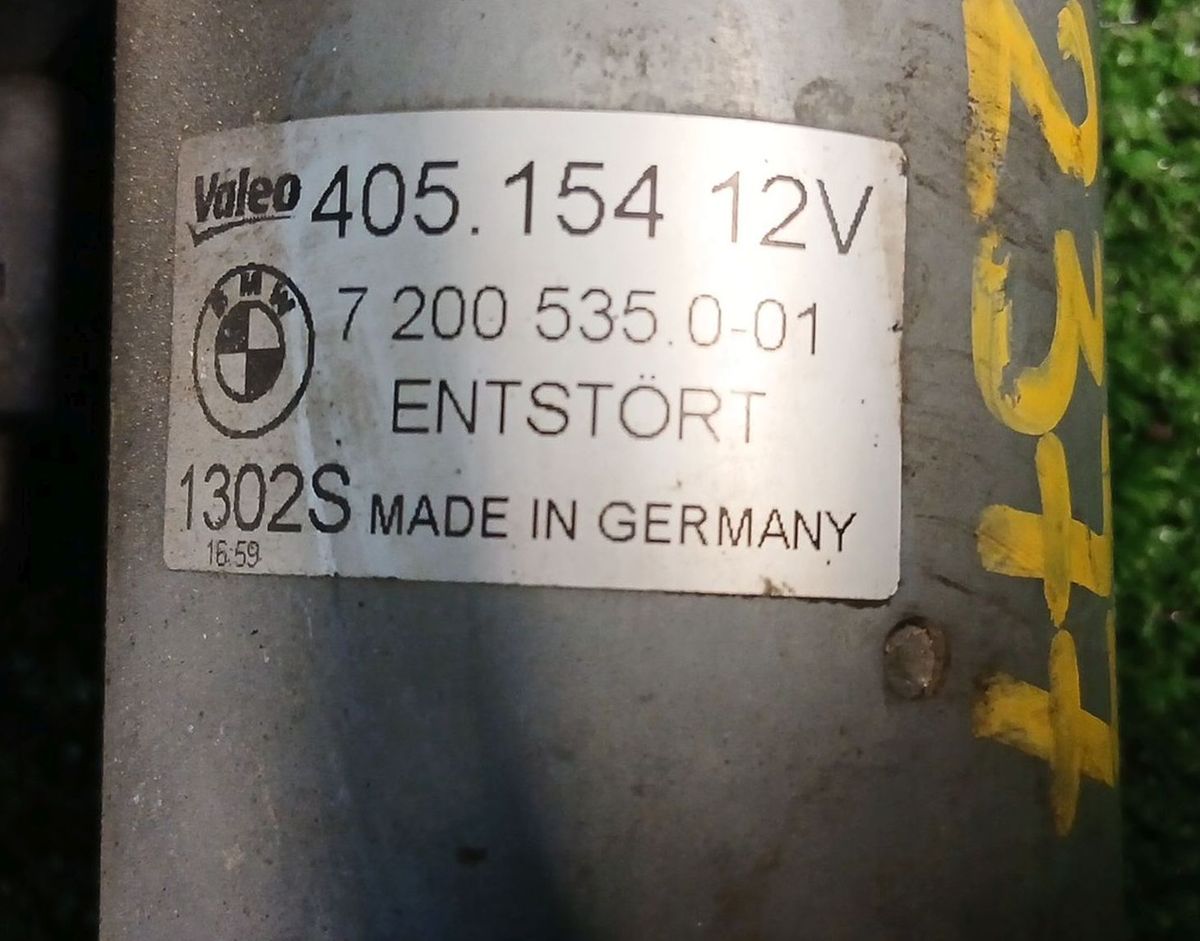 Valeo 405.154 12V
BMW 7 200 535.0-01
ENTSTÖRT
1302S MADE IN GERMANY
16:59